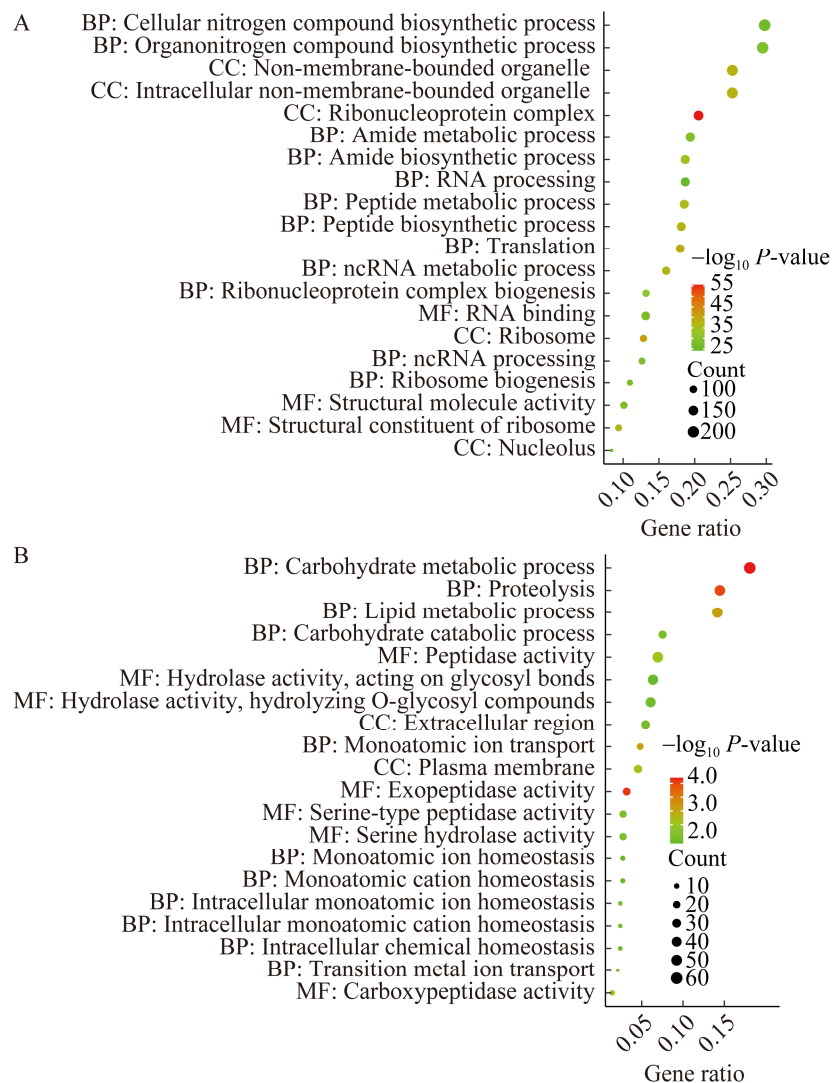 A
BP: Cellular nitrogen compound biosynthetic process
BP: Organonitrogen compound biosynthetic process
CC: Non-membrane-bounded organelle
CC: Intracellular non-membrane-bounded organelle
CC: Ribonucleoprotein complex
BP: Amide metabolic process
BP: Amide biosynthetic process
BP: RNA processing
BP: Peptide metabolic process
BP: Peptide biosynthetic process
BP: Translation
BP: ncRNA metabolic process
BP: Ribonucleoprotein complex biogenesis
MF: RNA binding
CC: Ribosome
BP: ncRNA processing
BP: Ribosome biogenesis
MF: Structural molecule activity
MF: Structural constituent of ribosome
CC: Nucleolus
−log₁₀ P-value
55
45
35
25
Count
100
150
200
0.10 0.15 0.20 0.25 0.30
Gene ratio
B
BP: Carbohydrate metabolic process
BP: Proteolysis
BP: Lipid metabolic process
BP: Carbohydrate catabolic process
MF: Peptidase activity
MF: Hydrolase activity, acting on glycosyl bonds
MF: Hydrolase activity, hydrolyzing O-glycosyl compounds
CC: Extracellular region
BP: Monoatomic ion transport
CC: Plasma membrane
MF: Exopeptidase activity
MF: Serine-type peptidase activity
MF: Serine hydrolase activity
BP: Monoatomic ion homeostasis
BP: Monoatomic cation homeostasis
BP: Intracellular monoatomic ion homeostasis
BP: Intracellular monoatomic cation homeostasis
BP: Intracellular chemical homeostasis
BP: Transition metal ion transport
MF: Carboxypeptidase activity
−log₁₀ P-value
4.0
3.0
2.0
Count
10
20
30
40
50
60
0.05 0.10 0.15
Gene ratio